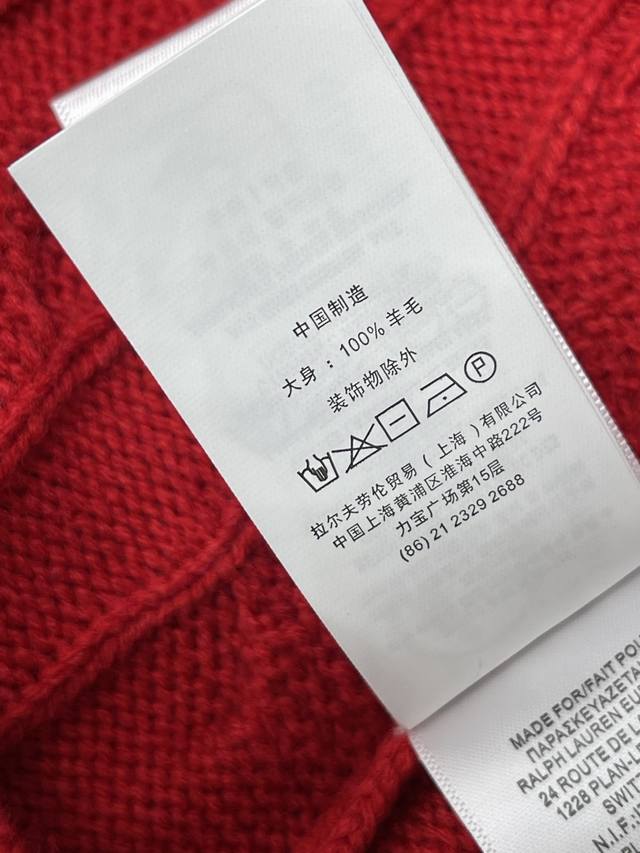 中国制造
大身：100% 羊毛
装饰物除外
P
拉尔夫劳伦贸易（上海）有限公司
中国上海黄浦区淮海中路222号
力宝广场第15层
(86) 21 2329 2688
MADE FOR/FAIT PO
ΠΑΡΑΣΚΕΥΑΖΕΤΑ
RALPH LAUREN E
24 ROUTE DE
1228 PLAN-
SWIT
N.I.F.